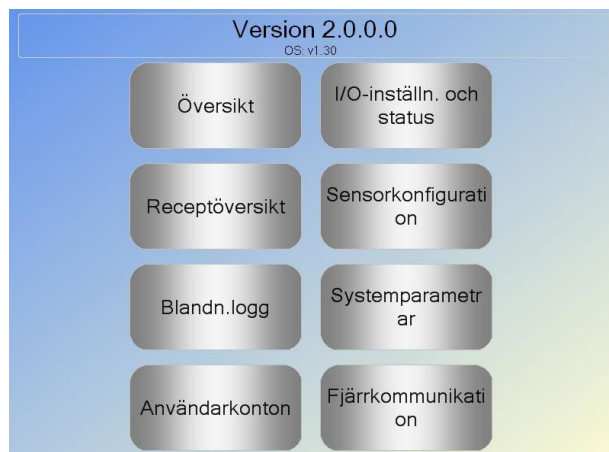 Version 2.0.0.0
OS: v1.30
Översikt
I/O-inställn. och
status
Receptöversikt
Sensorkonfigurati
on
Blandn.logg
Systemparametr
ar
Användarkonton
Fjärrkommunikati
on